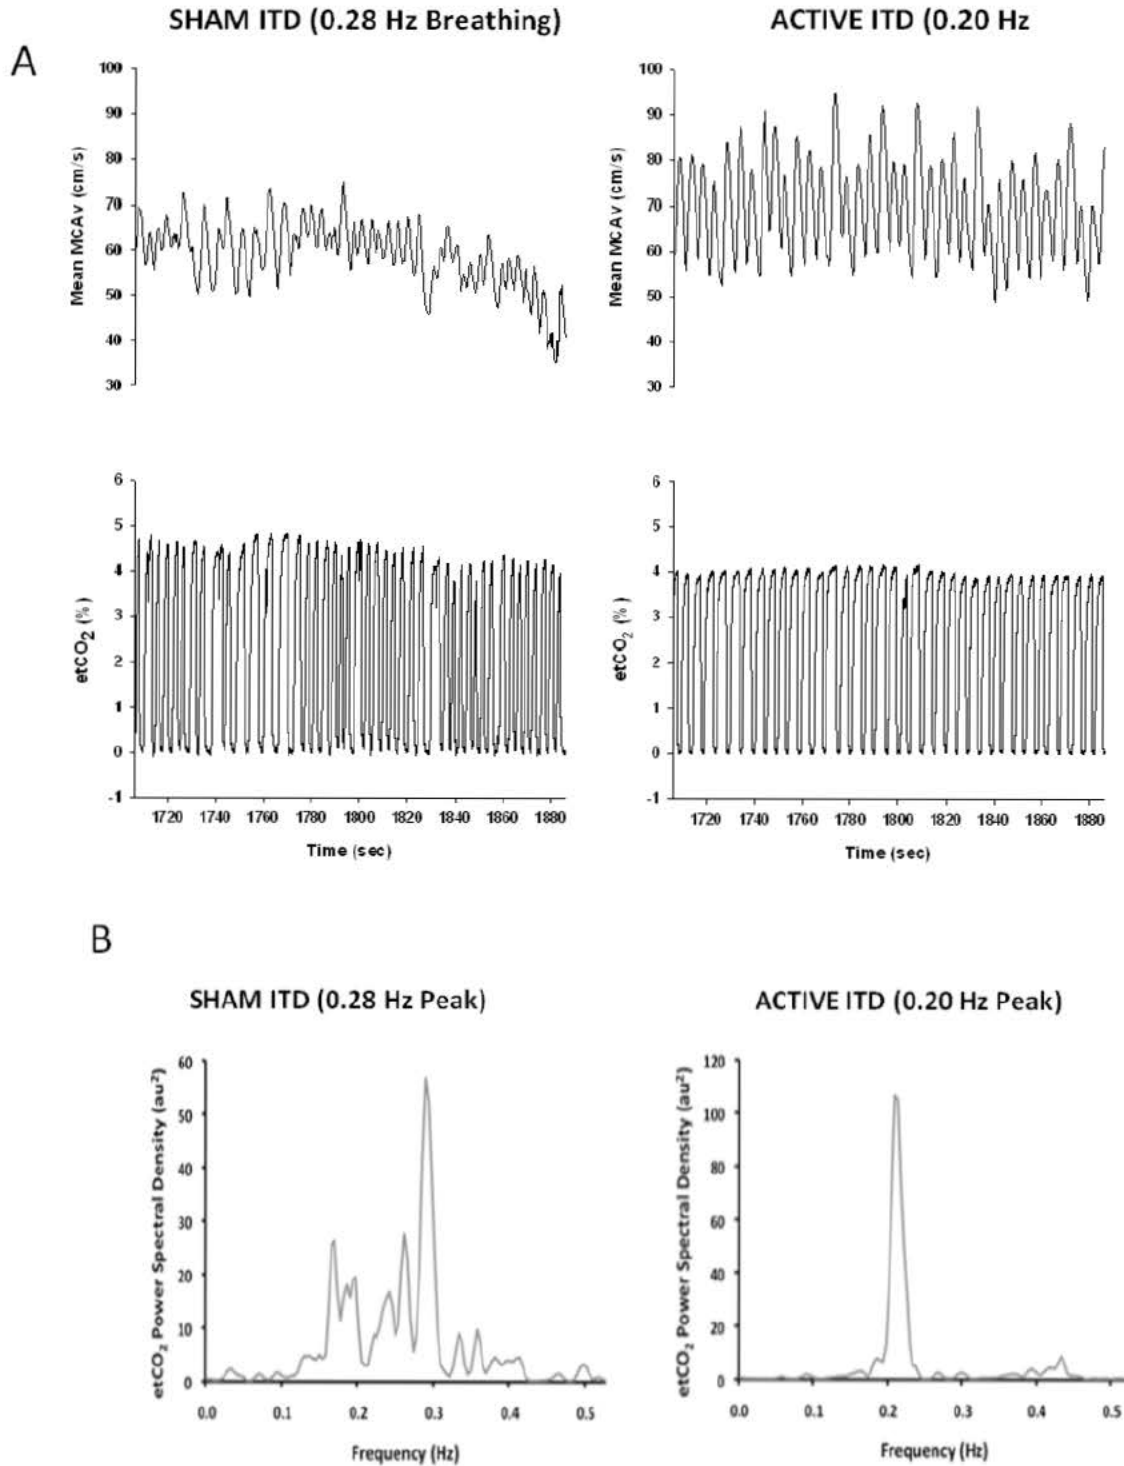 SHAM ITD (0.28 Hz Breathing)
ACTIVE ITD (0.20 Hz
A
Mean MCAv (cm/s)
100
90
80
70
60
50
40
30
Mean MCAv (cm/s)
100
90
80
70
60
50
40
30
etCO2 (%)
6
5
4
3
2
1
0
-1
1720 1740 1760 1780 1800 1820 1840 1860 1880
Time (sec)
etCO2 (%)
6
5
4
3
2
1
0
-1
1720 1740 1760 1780 1800 1820 1840 1860 1880
Time (sec)
B
SHAM ITD (0.28 Hz Peak)
ACTIVE ITD (0.20 Hz Peak)
etCO2 Power Spectral Density (au²)
60
50
40
30
20
10
0
0.0 0.1 0.2 0.3 0.4 0.5
Frequency (Hz)
etCO2 Power Spectral Density (au²)
120
100
80
60
40
20
0
0.0 0.1 0.2 0.3 0.4 0.5
Frequency (Hz)